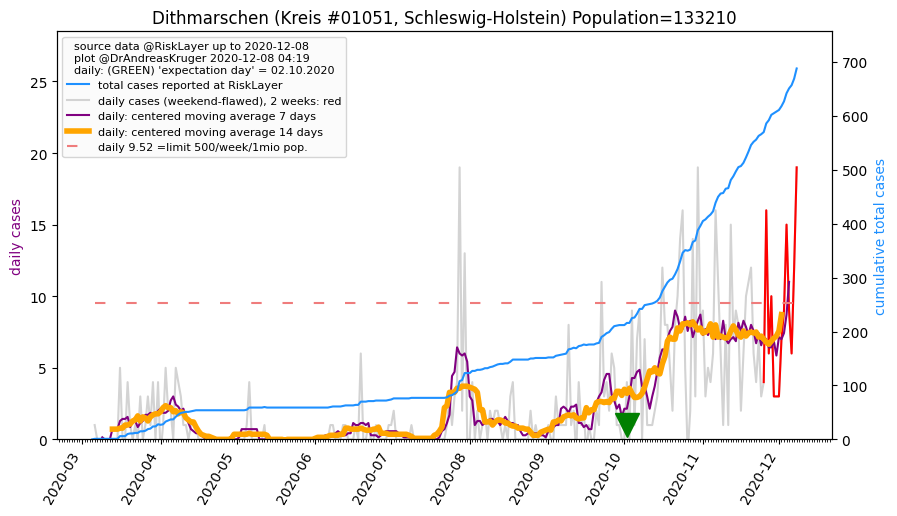 Dithmarschen (Kreis #01051, Schleswig-Holstein) Population=133210
source data @RiskLayer up to 2020-12-08
plot @DrAndreasKruger 2020-12-08 04:19
daily: (GREEN) 'expectation day' = 02.10.2020
total cases reported at RiskLayer
daily cases (weekend-flawed), 2 weeks: red
daily: centered moving average 7 days
daily: centered moving average 14 days
daily 9.52 =limit 500/week/1mio pop.
daily cases
25
20
15
10
5
0
cumulative total cases
700
600
500
400
300
200
100
0
2020-03
2020-04
2020-05
2020-06
2020-07
2020-08
2020-09
2020-10
2020-11
2020-12